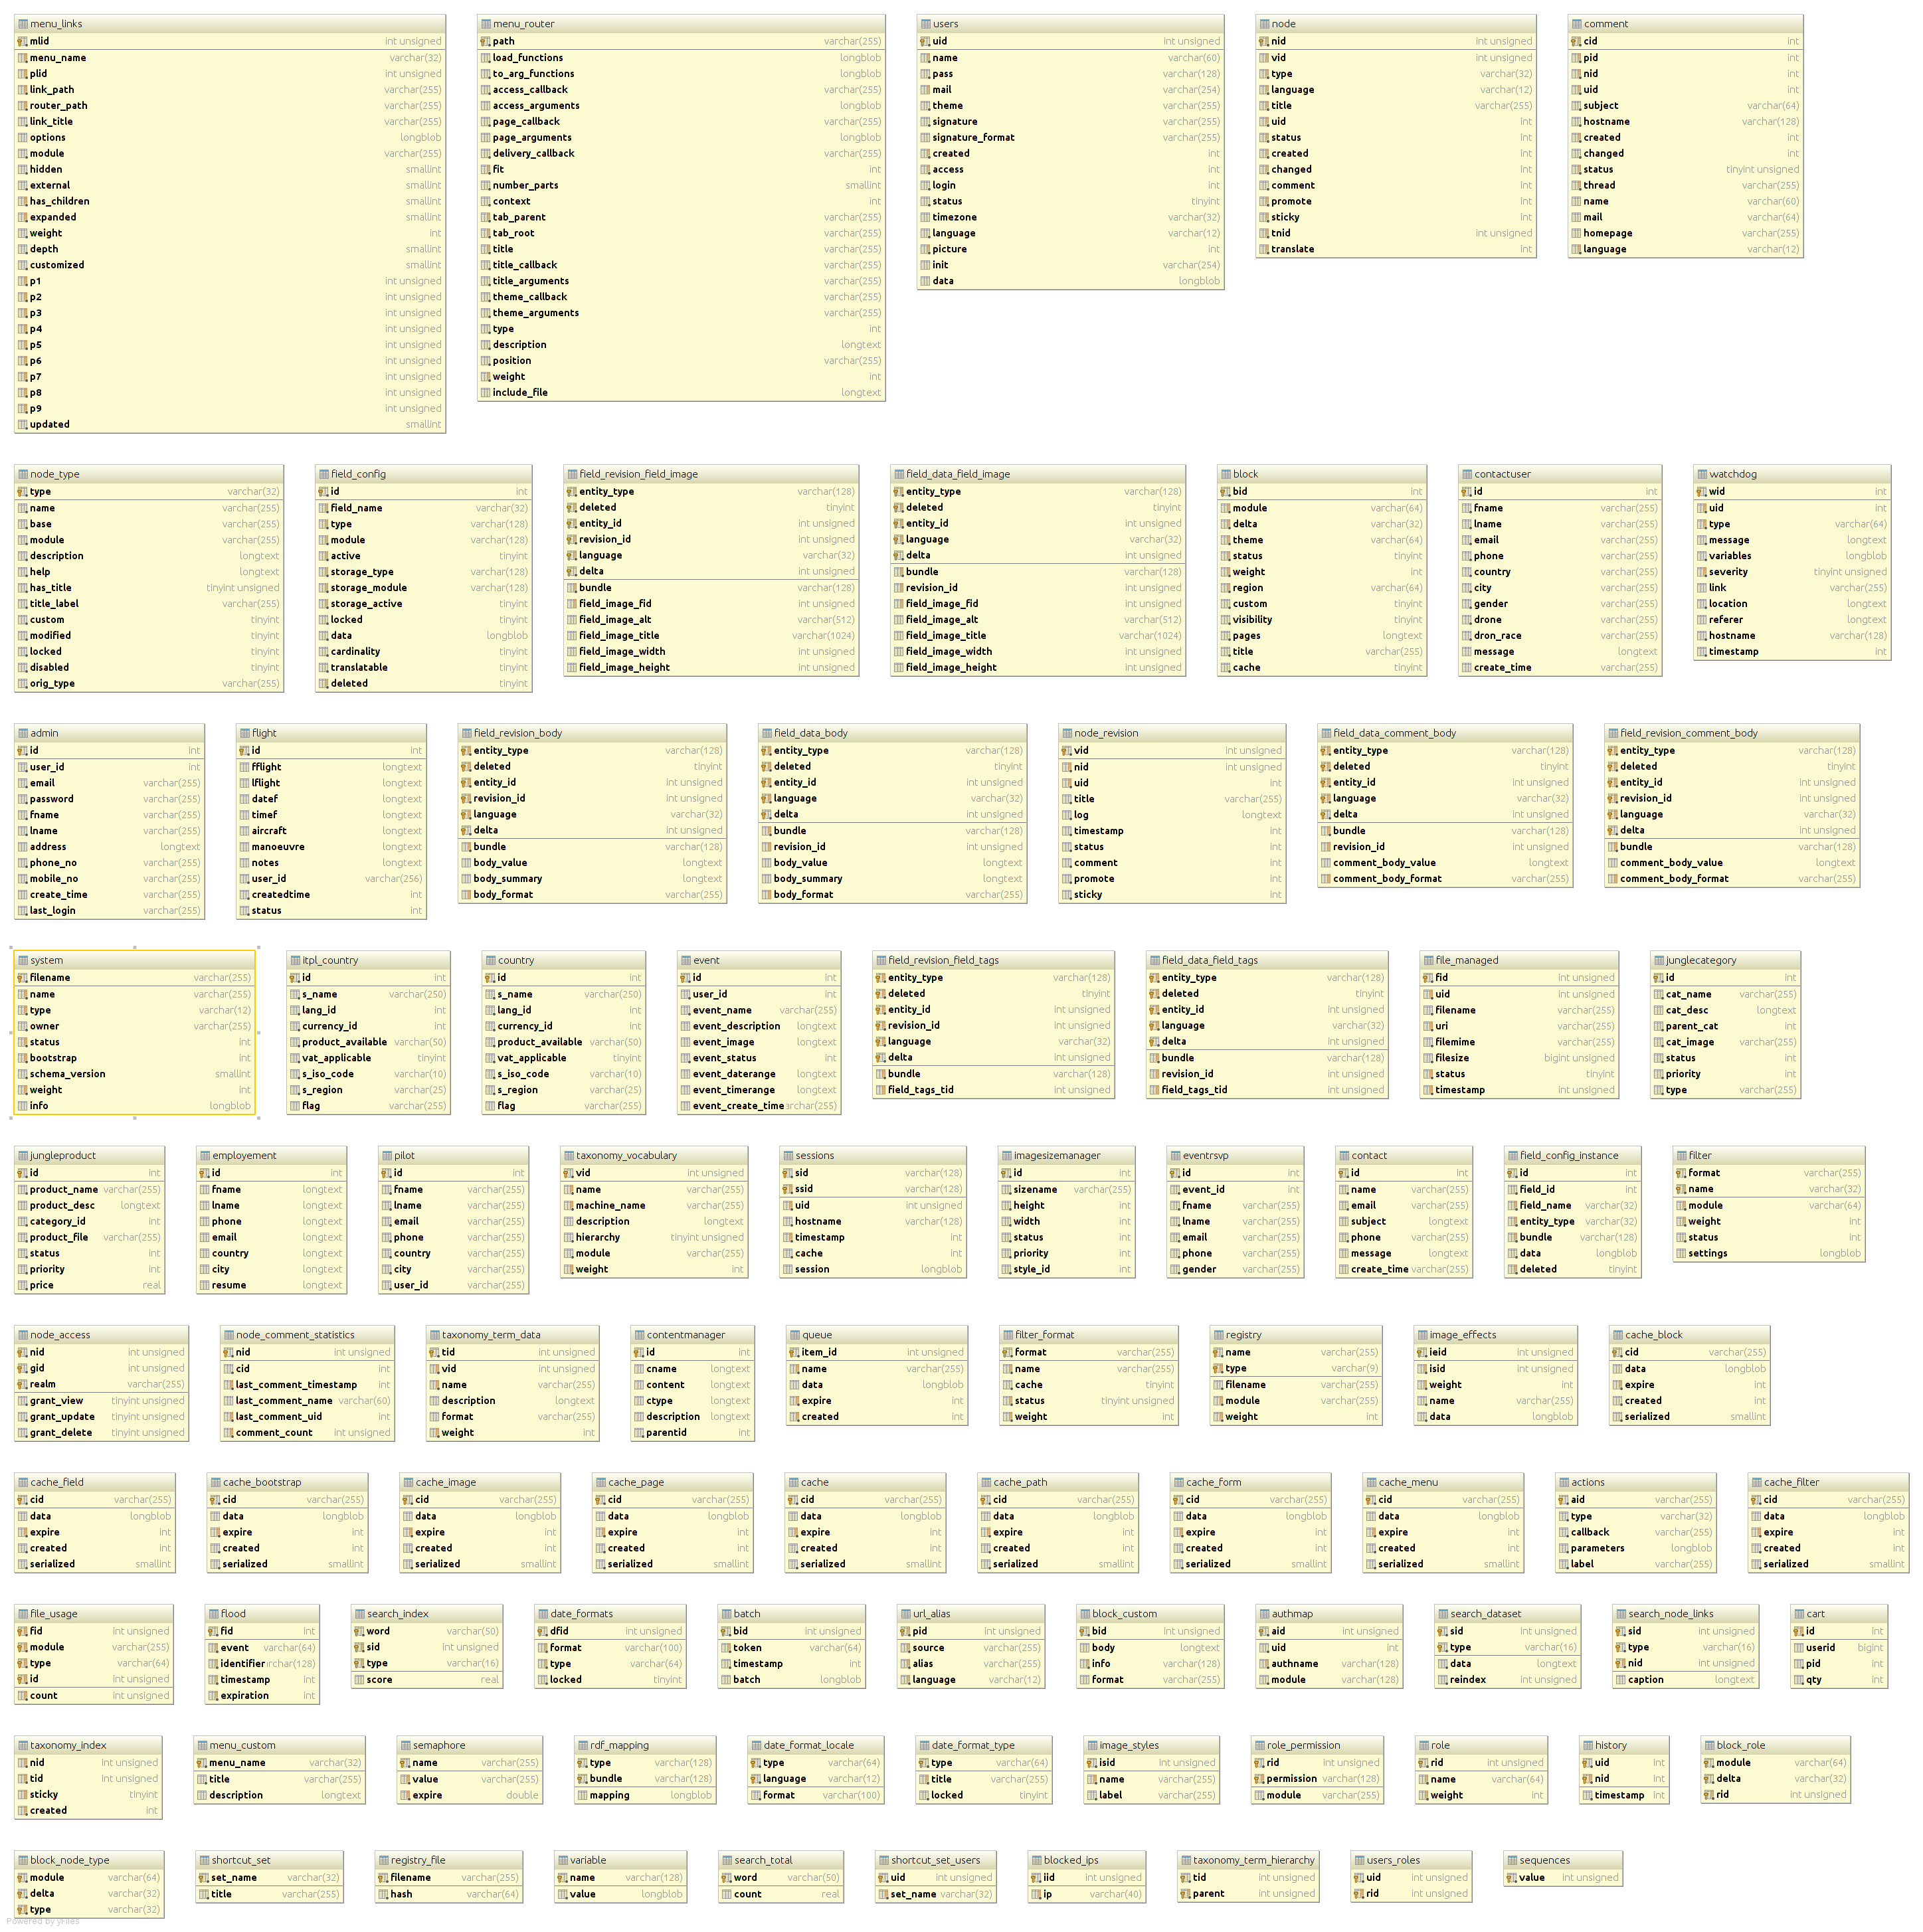 menu_links
mlid int unsigned
menu_name varchar(32)
plid int unsigned
link_path varchar(255)
router_path varchar(255)
link_title varchar(255)
options longblob
module varchar(255)
hidden smallint
external smallint
has_children smallint
expanded smallint
weight int
depth smallint
customized smallint
p1 int unsigned
p2 int unsigned
p3 int unsigned
p4 int unsigned
p5 int unsigned
p6 int unsigned
p7 int unsigned
p8 int unsigned
p9 int unsigned
updated smallint
menu_router
path varchar(255)
load_functions longblob
to_arg_functions longblob
access_callback varchar(255)
access_arguments longblob
page_callback varchar(255)
page_arguments longblob
delivery_callback varchar(255)
fit int
number_parts smallint
context int
tab_parent varchar(255)
tab_root varchar(255)
title varchar(255)
title_callback varchar(255)
title_arguments varchar(255)
theme_callback varchar(255)
theme_arguments varchar(255)
type int
description longtext
position varchar(255)
weight int
include_file longtext
users
uid int unsigned
name varchar(60)
pass varchar(128)
mail varchar(254)
theme varchar(255)
signature varchar(255)
signature_format varchar(255)
created int
access int
login int
status tinyint
timezone varchar(32)
language varchar(12)
picture int
init varchar(254)
data longblob
node
nid int unsigned
vid int unsigned
type varchar(32)
language varchar(12)
title varchar(255)
uid int
status int
created int
changed int
comment int
promote int
sticky int
tnid int unsigned
translate int
comment
cid int
pid int
nid int
uid int
subject varchar(64)
hostname varchar(128)
created int
changed int
status tinyint unsigned
thread varchar(255)
name varchar(60)
mail varchar(64)
homepage varchar(255)
language varchar(12)
node_type
type varchar(32)
name varchar(255)
base varchar(255)
module varchar(255)
description longtext
help longtext
has_title tinyint unsigned
title_label varchar(255)
custom tinyint
modified tinyint
locked tinyint
disabled tinyint
orig_type varchar(255)
field_config
id int
field_name varchar(32)
type varchar(128)
module varchar(128)
active tinyint
storage_type varchar(128)
storage_module varchar(128)
storage_active tinyint
locked tinyint
data longblob
cardinality tinyint
translatable tinyint
deleted tinyint
field_revision_field_image
entity_type varchar(128)
deleted tinyint
entity_id int unsigned
revision_id int unsigned
language varchar(32)
delta int unsigned
bundle varchar(128)
field_image_fid int unsigned
field_image_alt varchar(512)
field_image_title varchar(1024)
field_image_width int unsigned
field_image_height int unsigned
field_data_field_image
entity_type varchar(128)
deleted tinyint
entity_id int unsigned
language varchar(32)
delta int unsigned
bundle varchar(128)
revision_id int unsigned
field_image_fid int unsigned
field_image_alt varchar(512)
field_image_title varchar(1024)
field_image_width int unsigned
field_image_height int unsigned
block
bid int
module varchar(64)
delta varchar(32)
theme varchar(64)
status tinyint
weight int
region varchar(64)
custom tinyint
visibility tinyint
pages longtext
title varchar(255)
cache tinyint
contactuser
id int
fname varchar(255)
lname varchar(255)
email varchar(255)
phone varchar(255)
country varchar(255)
city varchar(255)
gender varchar(255)
drone varchar(255)
dron_race varchar(255)
message longtext
create_time varchar(255)
watchdog
wid int
uid int
type varchar(64)
message longtext
variables longblob
severity tinyint unsigned
link varchar(255)
location longtext
referer longtext
hostname varchar(128)
timestamp int
admin
id int
user_id int
email varchar(255)
password varchar(255)
fname varchar(255)
lname varchar(255)
address longtext
phone_no varchar(255)
mobile_no varchar(255)
create_time varchar(255)
last_login varchar(255)
flight
id int
fflight longtext
lflight longtext
datef longtext
timef longtext
aircraft longtext
manoeuvre longtext
notes longtext
user_id varchar(256)
createdtime int
status int
field_revision_body
entity_type varchar(128)
deleted tinyint
entity_id int unsigned
revision_id int unsigned
language varchar(32)
delta int unsigned
bundle varchar(128)
body_value longtext
body_summary longtext
body_format varchar(255)
field_data_body
entity_type varchar(128)
deleted tinyint
entity_id int unsigned
language varchar(32)
delta int unsigned
bundle varchar(128)
revision_id int unsigned
body_value longtext
body_summary longtext
body_format varchar(255)
node_revision
vid int unsigned
nid int unsigned
uid int
title varchar(255)
log longtext
timestamp int
status int
comment int
promote int
sticky int
field_data_comment_body
entity_type varchar(128)
deleted tinyint
entity_id int unsigned
language varchar(32)
delta int unsigned
bundle varchar(128)
revision_id int unsigned
comment_body_value longtext
comment_body_format varchar(255)
field_revision_comment_body
entity_type varchar(128)
deleted tinyint
entity_id int unsigned
revision_id int unsigned
language varchar(32)
delta int unsigned
bundle varchar(128)
comment_body_value longtext
comment_body_format varchar(255)
system
filename varchar(255)
name varchar(255)
type varchar(12)
owner varchar(255)
status int
bootstrap int
schema_version smallint
weight int
info longblob
itpl_country
id int
s_name varchar(250)
lang_id int
currency_id int
product_available varchar(50)
vat_applicable tinyint
s_iso_code varchar(10)
s_region varchar(25)
flag varchar(255)
country
id int
s_name varchar(250)
lang_id int
currency_id int
product_available varchar(50)
vat_applicable tinyint
s_iso_code varchar(10)
s_region varchar(25)
flag varchar(255)
event
id int
user_id int
event_name varchar(255)
event_description longtext
event_image longtext
event_status int
event_daterange longtext
event_timerange longtext
event_create_time archar(255)
field_revision_field_tags
entity_type varchar(128)
deleted tinyint
entity_id int unsigned
revision_id int unsigned
language varchar(32)
delta int unsigned
bundle varchar(128)
field_tags_tid int unsigned
field_data_field_tags
entity_type varchar(128)
deleted tinyint
entity_id int unsigned
language varchar(32)
delta int unsigned
bundle varchar(128)
revision_id int unsigned
field_tags_tid int unsigned
file_managed
fid int unsigned
uid int unsigned
filename varchar(255)
uri varchar(255)
filemime varchar(255)
filesize bigint unsigned
status tinyint
timestamp int unsigned
junglecategory
id int
cat_name varchar(255)
cat_desc longtext
parent_cat int
cat_image varchar(255)
status int
priority int
type varchar(255)
jungleproduct
id int
product_name varchar(255)
product_desc longtext
category_id int
product_file varchar(255)
status int
priority int
price real
employement
id int
fname longtext
lname longtext
phone longtext
email longtext
country longtext
city longtext
resume longtext
pilot
id int
fname varchar(255)
lname varchar(255)
email varchar(255)
phone varchar(255)
country varchar(255)
city varchar(255)
user_id varchar(255)
taxonomy_vocabulary
vid int unsigned
name varchar(255)
machine_name varchar(255)
description longtext
hierarchy tinyint unsigned
module varchar(255)
weight int
sessions
sid varchar(128)
ssid varchar(128)
uid int unsigned
hostname varchar(128)
timestamp int
cache int
session longblob
imagesizemanager
id int
sizename varchar(255)
height int
width int
status int
priority int
style_id int
eventrsvp
id int
event_id int
fname varchar(255)
lname varchar(255)
email varchar(255)
phone varchar(255)
gender varchar(255)
contact
id int
name varchar(255)
email varchar(255)
subject longtext
phone varchar(255)
message longtext
create_time varchar(255)
field_config_instance
id int
field_id int
field_name varchar(32)
entity_type varchar(32)
bundle varchar(128)
data longblob
deleted tinyint
filter
format varchar(255)
name varchar(32)
module varchar(64)
weight int
status int
settings longblob
node_access
nid int unsigned
gid int unsigned
realm varchar(255)
grant_view tinyint unsigned
grant_update tinyint unsigned
grant_delete tinyint unsigned
node_comment_statistics
nid int unsigned
cid int
last_comment_timestamp int
last_comment_name varchar(60)
last_comment_uid int
comment_count int unsigned
taxonomy_term_data
tid int unsigned
vid int unsigned
name varchar(255)
description longtext
format varchar(255)
weight int
contentmanager
id int
cname longtext
content longtext
ctype longtext
description longtext
parentid int
queue
item_id int unsigned
name varchar(255)
data longblob
expire int
created int
filter_format
format varchar(255)
name varchar(255)
cache tinyint
status tinyint unsigned
weight int
registry
name varchar(255)
type varchar(9)
filename varchar(255)
module varchar(255)
weight int
image_effects
ieid int unsigned
isid int unsigned
weight int
name varchar(255)
data longblob
cache_block
cid varchar(255)
data longblob
expire int
created int
serialized smallint
cache_field
cid varchar(255)
data longblob
expire int
created int
serialized smallint
cache_bootstrap
cid varchar(255)
data longblob
expire int
created int
serialized smallint
cache_image
cid varchar(255)
data longblob
expire int
created int
serialized smallint
cache_page
cid varchar(255)
data longblob
expire int
created int
serialized smallint
cache
cid varchar(255)
data longblob
expire int
created int
serialized smallint
cache_path
cid varchar(255)
data longblob
expire int
created int
serialized smallint
cache_form
cid varchar(255)
data longblob
expire int
created int
serialized smallint
cache_menu
cid varchar(255)
data longblob
expire int
created int
serialized smallint
actions
aid varchar(255)
type varchar(32)
callback varchar(255)
parameters longblob
label varchar(255)
cache_filter
cid varchar(255)
data longblob
expire int
created int
serialized smallint
file_usage
fid int unsigned
module varchar(255)
type varchar(64)
id int unsigned
count int unsigned
flood
fid int
event varchar(64)
identifier rchar(128)
timestamp int
expiration int
search_index
word varchar(50)
sid int unsigned
type varchar(16)
score real
date_formats
dfid int unsigned
format varchar(100)
type varchar(64)
locked tinyint
batch
bid int unsigned
token varchar(64)
timestamp int
batch longblob
url_alias
pid int unsigned
source varchar(255)
alias varchar(255)
language varchar(12)
block_custom
bid int unsigned
body longtext
info varchar(128)
format varchar(255)
authmap
aid int unsigned
uid int
authname varchar(128)
module varchar(128)
search_dataset
sid int unsigned
type varchar(16)
data longtext
reindex int unsigned
search_node_links
sid int unsigned
type varchar(16)
nid int unsigned
caption longtext
cart
id int
userid bigint
pid int
qty int
taxonomy_index
nid int unsigned
tid int unsigned
sticky tinyint
created int
menu_custom
menu_name varchar(32)
title varchar(255)
description longtext
semaphore
name varchar(255)
value varchar(255)
expire double
rdf_mapping
type varchar(128)
bundle varchar(128)
mapping longblob
date_format_locale
type varchar(64)
language varchar(12)
format varchar(100)
date_format_type
type varchar(64)
title varchar(255)
locked tinyint
image_styles
isid int unsigned
name varchar(255)
label varchar(255)
role_permission
rid int unsigned
permission varchar(128)
module varchar(255)
role
rid int unsigned
name varchar(64)
weight int
history
uid int
nid int
timestamp int
block_role
module varchar(64)
delta varchar(32)
rid int unsigned
block_node_type
module varchar(64)
delta varchar(32)
type varchar(32)
shortcut_set
set_name varchar(32)
title varchar(255)
registry_file
filename varchar(255)
hash varchar(64)
variable
name varchar(128)
value longblob
search_total
word varchar(50)
count real
shortcut_set_users
uid int unsigned
set_name varchar(32)
blocked_ips
iid int unsigned
ip varchar(40)
taxonomy_term_hierarchy
tid int unsigned
parent int unsigned
users_roles
uid int unsigned
rid int unsigned
sequences
value int unsigned
Powered by yFiles